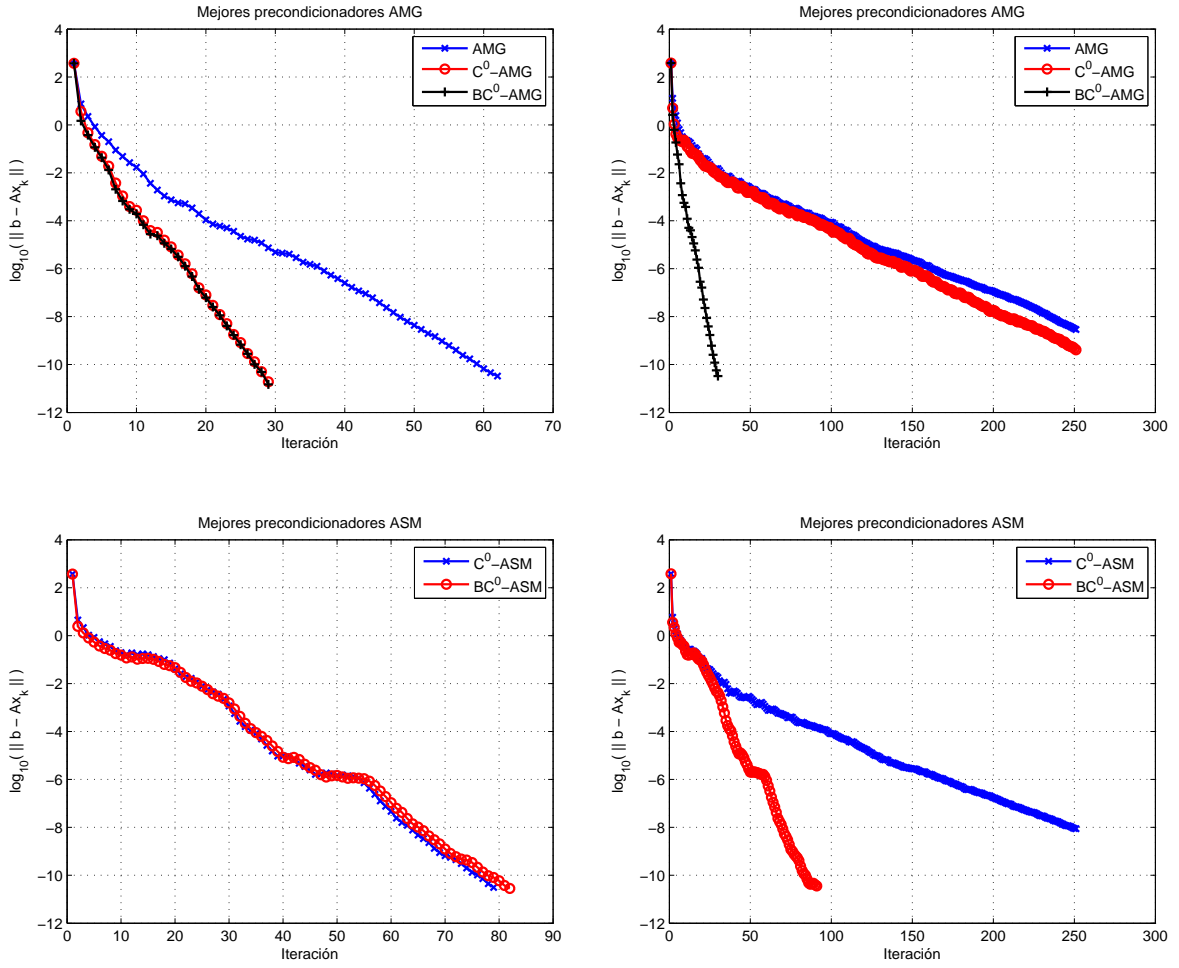 Mejores precondicionadores AMG
4
2
0
−2
−4
−6
−8
−10
−12
log10( || b − Axk || )
0 10 20 30 40 50 60 70
Iteración
AMG
C0−AMG
BC0−AMG
Mejores precondicionadores AMG
4
2
0
−2
−4
−6
−8
−10
−12
log10( || b − Axk || )
0 50 100 150 200 250 300
Iteración
AMG
C0−AMG
BC0−AMG
Mejores precondicionadores ASM
4
2
0
−2
−4
−6
−8
−10
−12
log10( || b − Axk || )
0 10 20 30 40 50 60 70 80 90
Iteración
C0−ASM
BC0−ASM
Mejores precondicionadores ASM
4
2
0
−2
−4
−6
−8
−10
−12
log10( || b − Axk || )
0 50 100 150 200 250 300
Iteración
C0−ASM
BC0−ASM